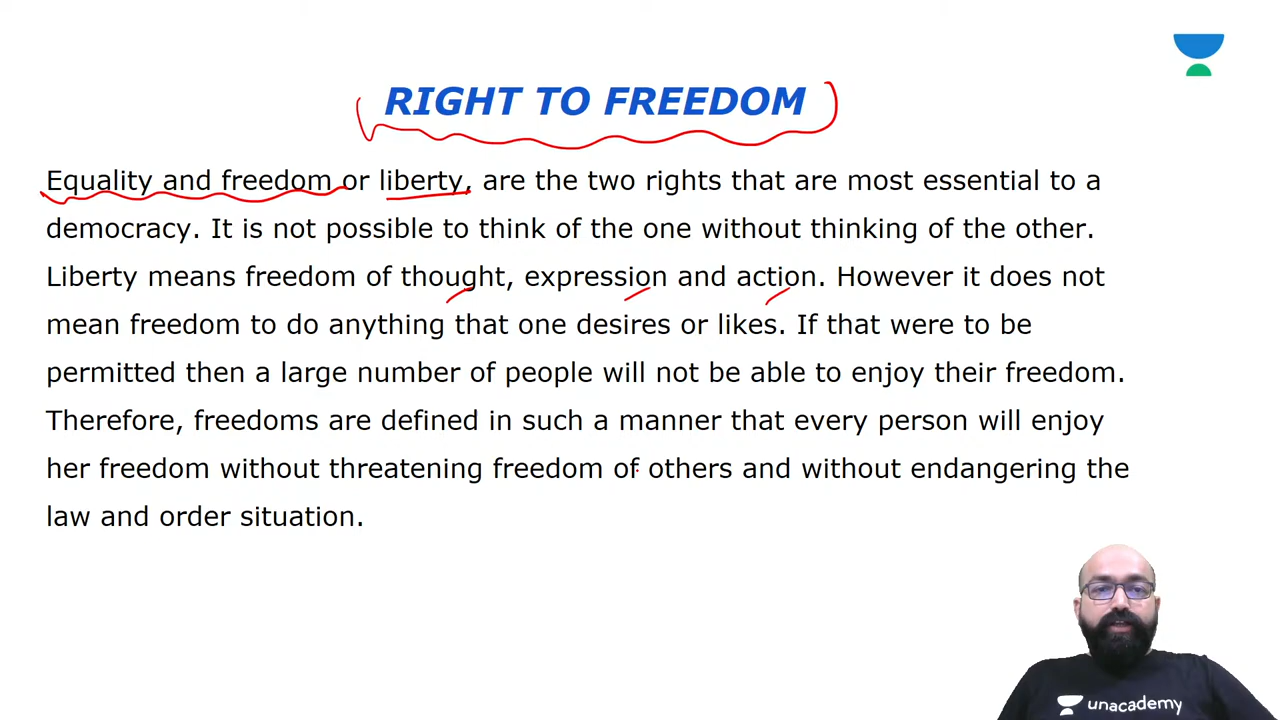 RIGHT TO FREEDOM
Equality and freedom or liberty, are the two rights that are most essential to a
democracy. It is not possible to think of the one without thinking of the other.
Liberty means freedom of thought, expression and action. However it does not
mean freedom to do anything that one desires or likes. If that were to be
permitted then a large number of people will not be able to enjoy their freedom.
Therefore, freedoms are defined in such a manner that every person will enjoy
her freedom without threatening freedom of others and without endangering the
law and order situation.
unacademy